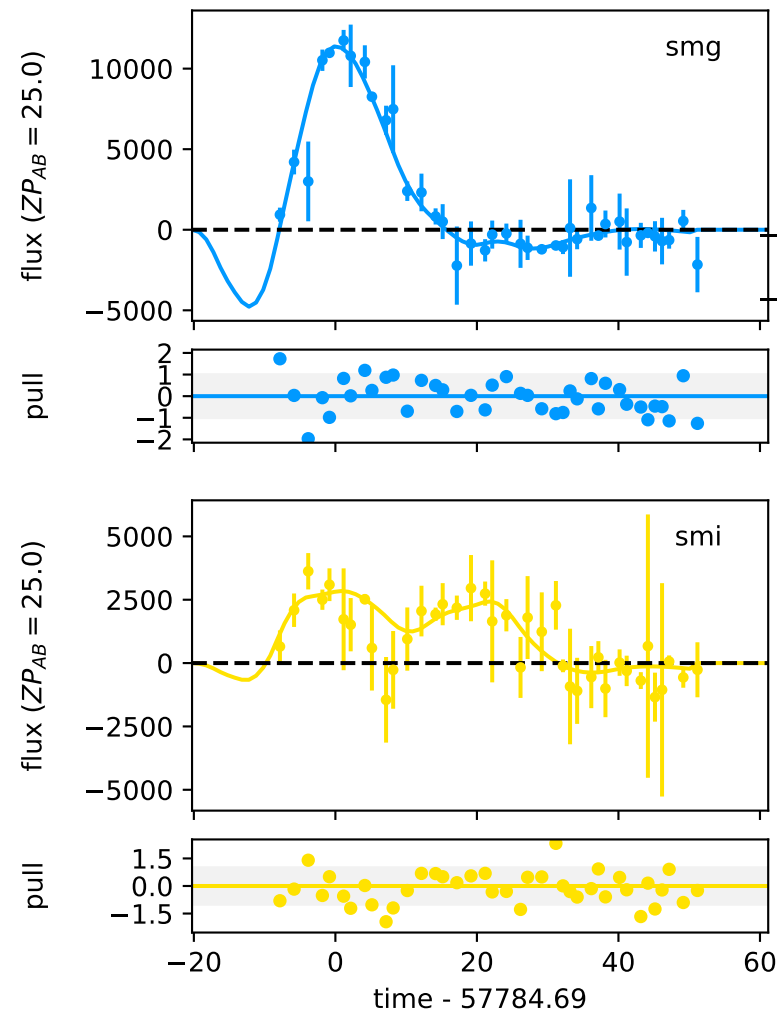 smg
flux (ZP_AB = 25.0)
10000
5000
0
−5000
pull
2
1
0
−1
−2
smi
flux (ZP_AB = 25.0)
5000
2500
0
−2500
−5000
pull
1.5
0.0
−1.5
−20 0 20 40 60
time - 57784.69